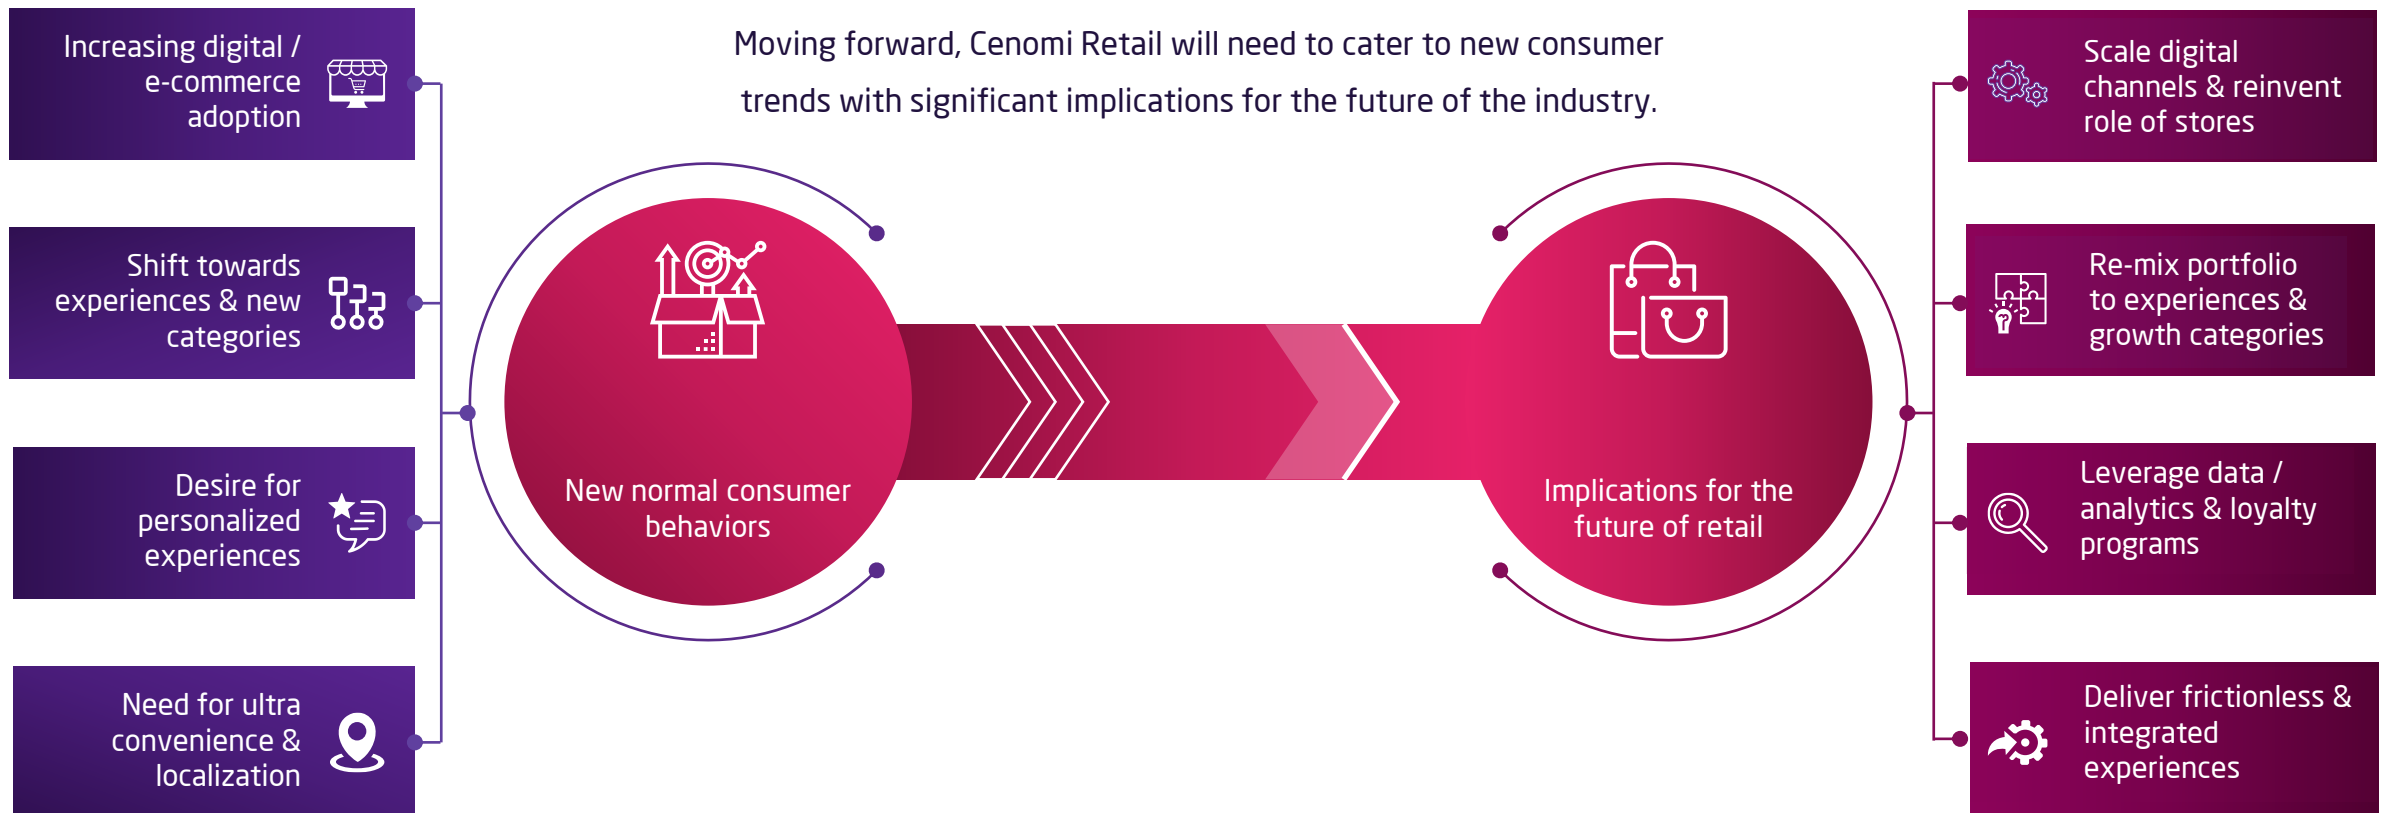 Moving forward, Cenomi Retail will need to cater to new consumer
trends with significant implications for the future of the industry.
Increasing digital /
e-commerce
adoption
Shift towards
experiences & new
categories
Desire for
personalized
experiences
Need for ultra
convenience &
localization
New normal consumer
behaviors
Implications for the
future of retail
Scale digital
channels & reinvent
role of stores
Re-mix portfolio
to experiences &
growth categories
Leverage data /
analytics & loyalty
programs
Deliver frictionless &
integrated
experiences